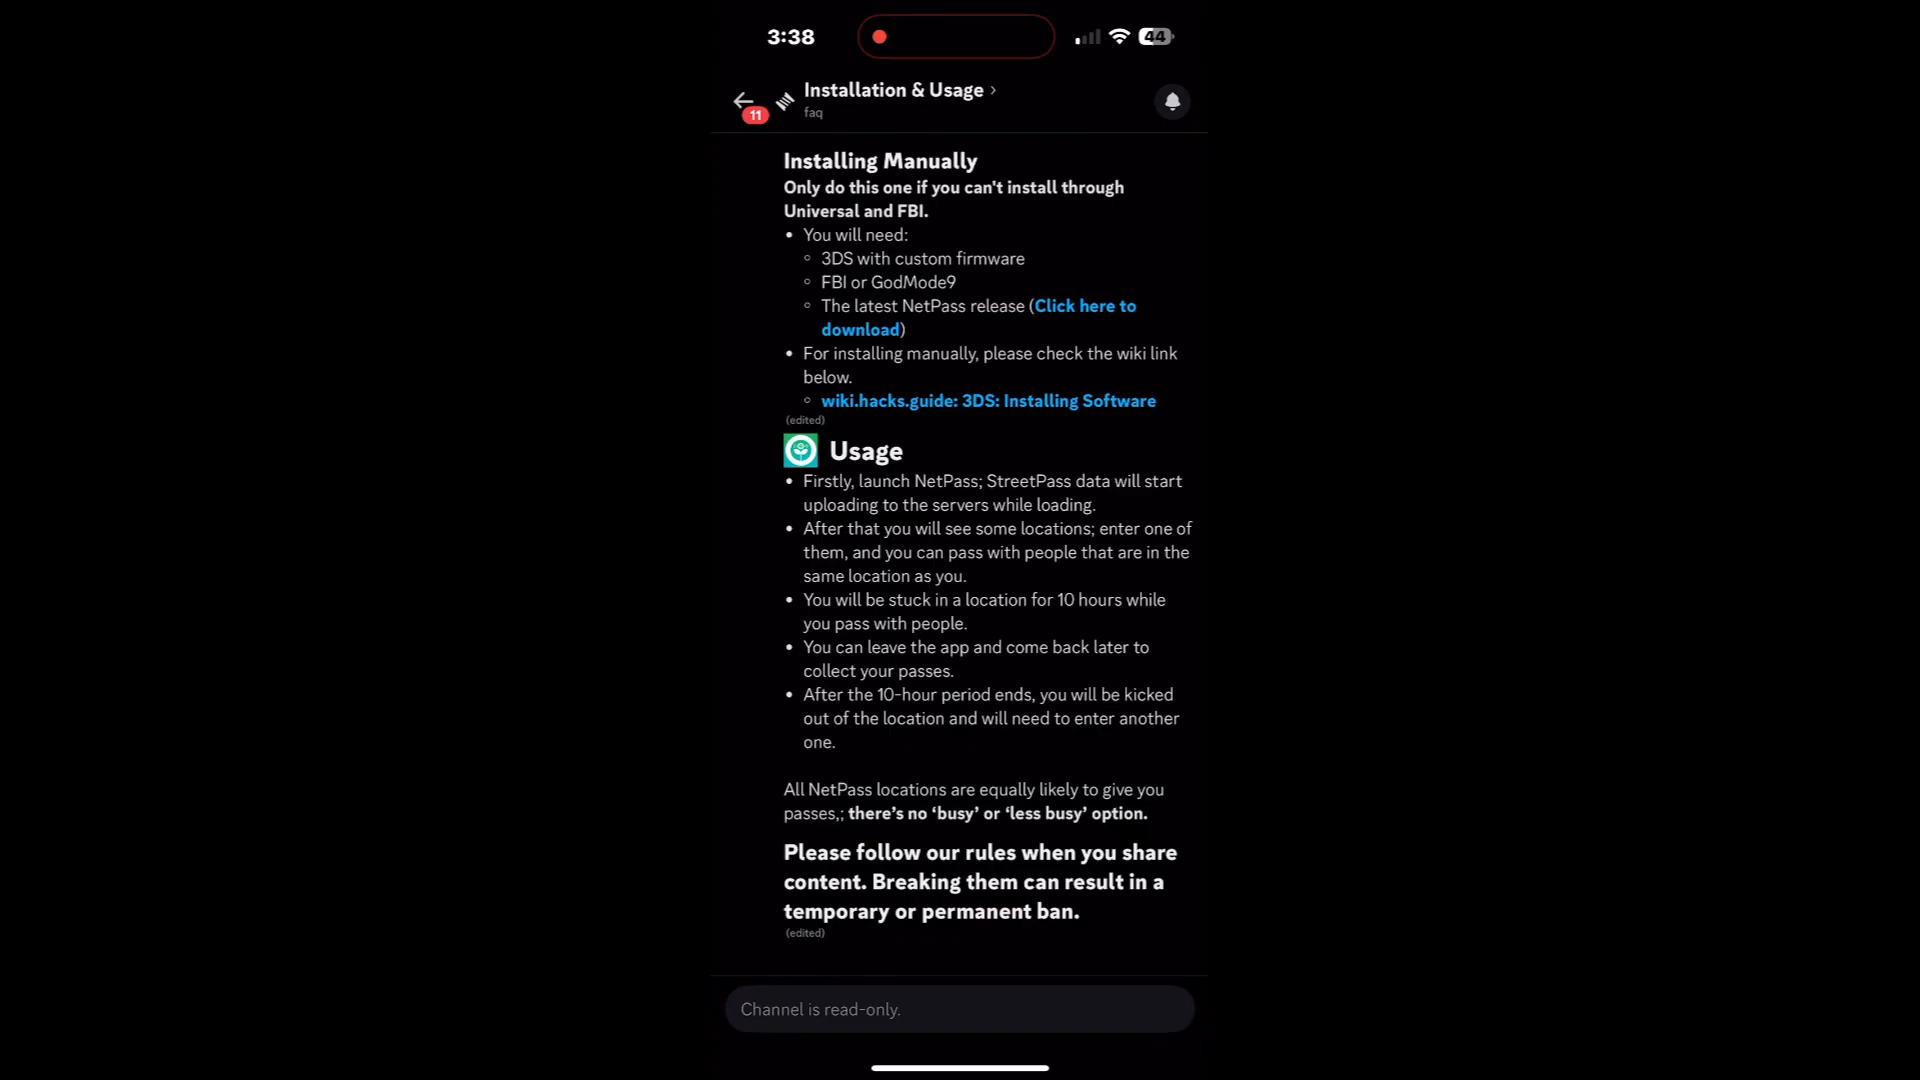 3:38
44
Installation & Usage ›
faq
11
Installing Manually
Only do this one if you can't install through
Universal and FBI.
• You will need:
◦ 3DS with custom firmware
◦ FBI or GodMode9
◦ The latest NetPass release (Click here to
download)
• For installing manually, please check the wiki link
below.
◦ wiki.hacks.guide: 3DS: Installing Software
(edited)
Usage
• Firstly, launch NetPass; StreetPass data will start
uploading to the servers while loading.
• After that you will see some locations; enter one of
them, and you can pass with people that are in the
same location as you.
• You will be stuck in a location for 10 hours while
you pass with people.
• You can leave the app and come back later to
collect your passes.
• After the 10-hour period ends, you will be kicked
out of the location and will need to enter another
one.
All NetPass locations are equally likely to give you
passes,; there's no ‘busy’ or ‘less busy’ option.
Please follow our rules when you share
content. Breaking them can result in a
temporary or permanent ban.
(edited)
Channel is read-only.